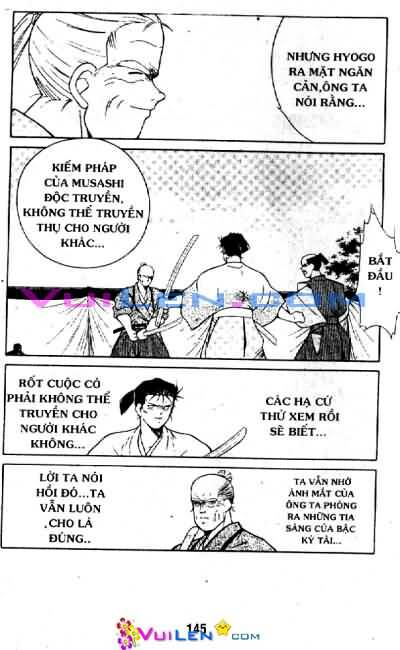 NHƯNG HYOGO
RA MẶT NGĂN
CẢN,ÔNG TA
NÓI RẰNG...
KIẾM PHÁP
CỦA MUSASHI
ĐỘC TRUYỀN,
KHÔNG THỂ TRUYỀN
THỤ CHO NGƯỜI
KHÁC...
BẮT
ĐẦU
!
VUILEN.COM
RỐT CUỘC CÓ
PHẢI KHÔNG THỂ
TRUYỀN CHO
NGƯỜI KHÁC
KHÔNG...
CÁC HẠ CỨ
THỬ XEM RỒI
SẼ BIẾT...
LỜI TA NÓI
HỒI ĐÓ...TA
VẪN LUÔN
CHO LÀ
ĐÚNG..
TA VẪN NHỚ
ÁNH MẮT CỦA
ÔNG TA PHÓNG
RA NHỮNG TIA
SÁNG CỦA BẬC
KỲ TÀI...
145
VUILEN.COM